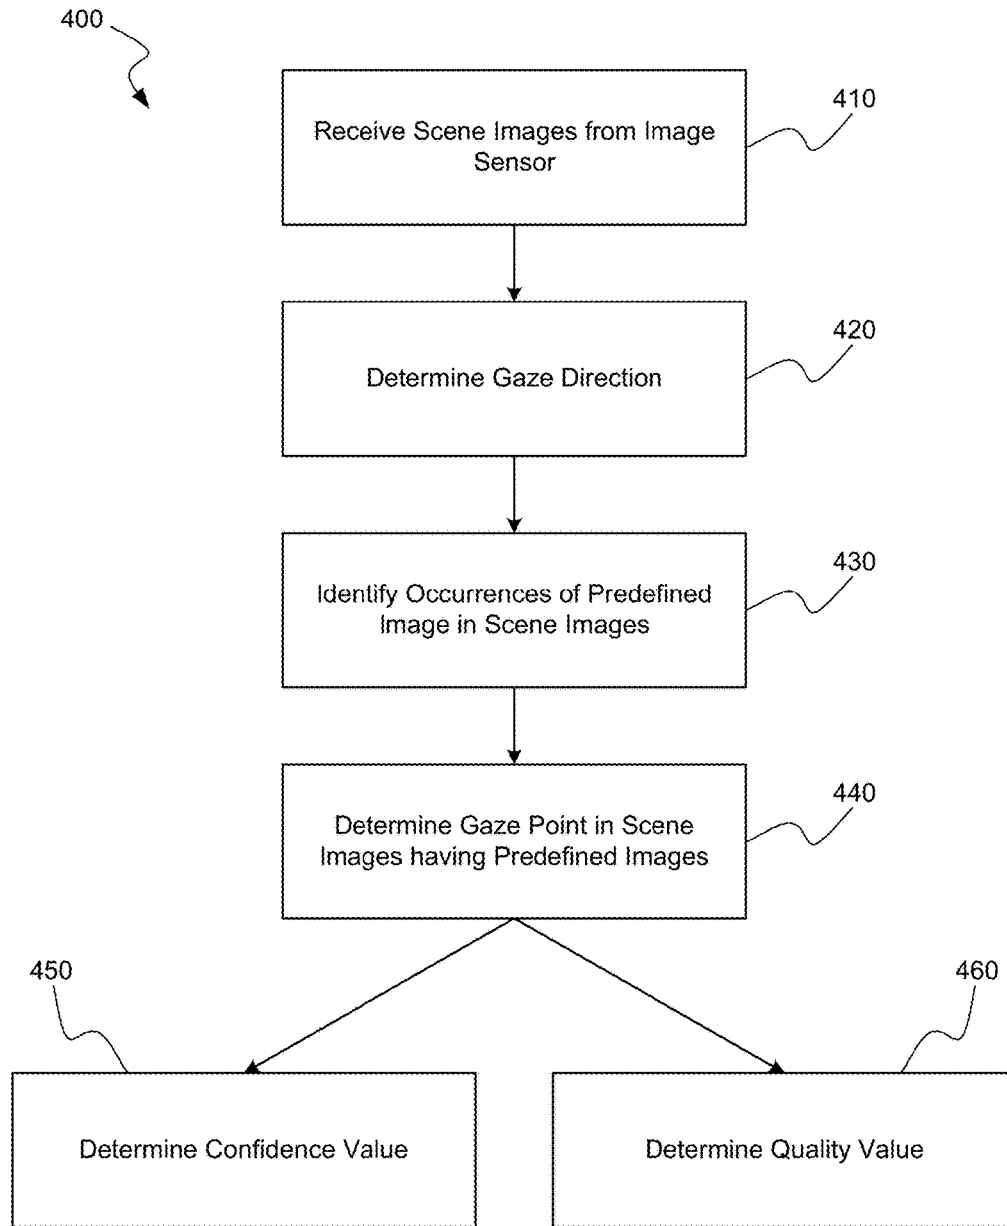 400
410
Receive Scene Images from Image
Sensor
420
Determine Gaze Direction
430
Identify Occurrences of Predefined
Image in Scene Images
440
Determine Gaze Point in Scene
Images having Predefined Images
450
460
Determine Confidence Value
Determine Quality Value